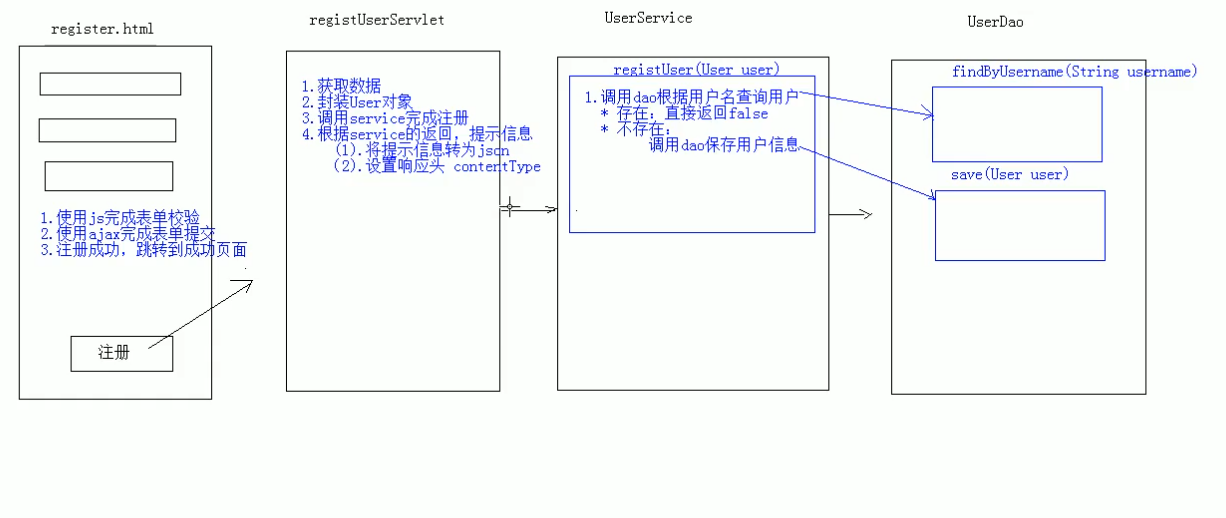 register.html
1.使用js完成表单校验
2.使用ajax完成表单提交
3.注册成功，跳转到成功页面
注册
registUserServlet
1.获取数据
2.封装User对象
3.调用service完成注册
4.根据service的返回，提示信息
(1).将提示信息转为json
(2).设置响应头 contentType
UserService
registUser(User user)
1.调用dao根据用户名查询用户
* 存在：直接返回false
* 不存在：
调用dao保存用户信息
UserDao
findByUsername(String username)
save(User user)